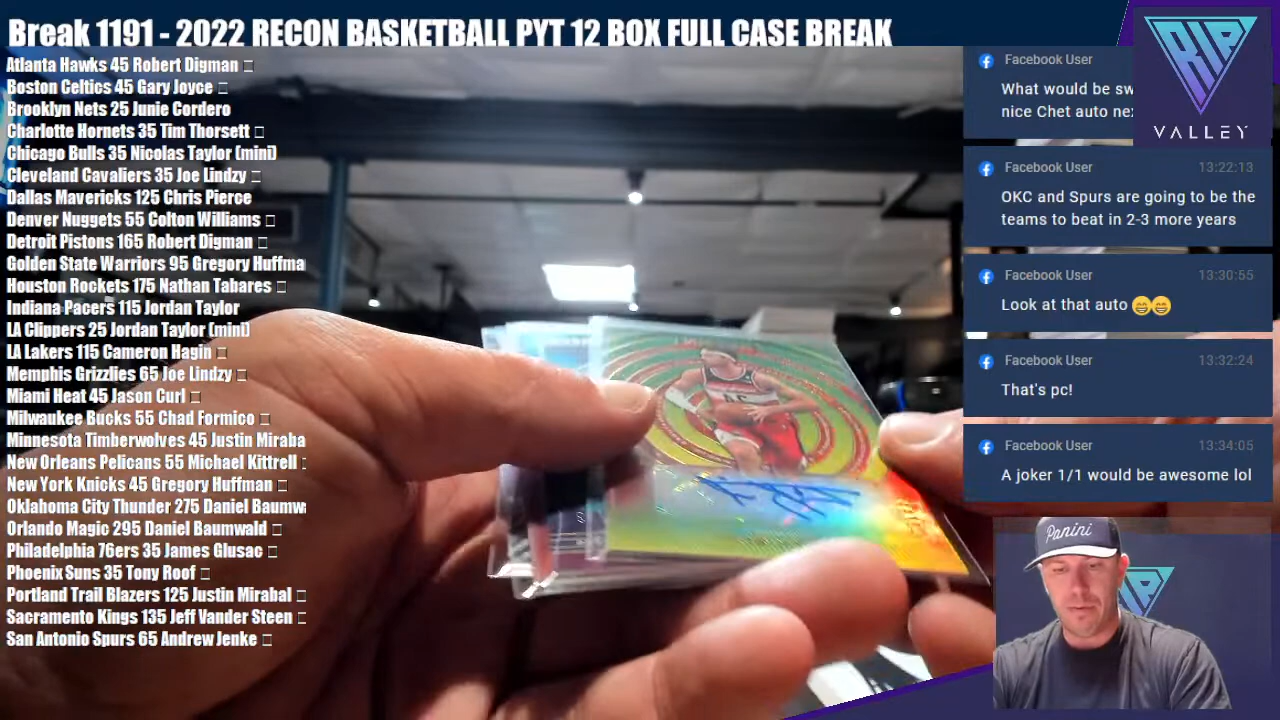 Break 1191 - 2022 RECON BASKETBALL PYT 12 BOX FULL CASE BREAK
Atlanta Hawks 45 Robert Digman
Boston Celtics 45 Gary Joyce
Brooklyn Nets 25 Junie Cordero
Charlotte Hornets 35 Tim Thorsett
Chicago Bulls 35 Nicolas Taylor (mini)
Cleveland Cavaliers 35 Joe Lindzy
Dallas Mavericks 125 Chris Pierce
Denver Nuggets 55 Colton Williams
Detroit Pistons 165 Robert Digman
Golden State Warriors 95 Gregory Huffma
Houston Rockets 175 Nathan Tabares
Indiana Pacers 115 Jordan Taylor
LA Clippers 25 Jordan Taylor (mini)
LA Lakers 115 Cameron Hagin
Memphis Grizzlies 65 Joe Lindzy
Miami Heat 45 Jason Curl
Milwaukee Bucks 55 Chad Formico
Minnesota Timberwolves 45 Justin Miraba
New Orleans Pelicans 55 Michael Kittrell
New York Knicks 45 Gregory Huffman
Oklahoma City Thunder 275 Daniel Baumw
Orlando Magic 295 Daniel Baumwald
Philadelphia 76ers 35 James Glusac
Phoenix Suns 35 Tony Roof
Portland Trail Blazers 125 Justin Mirabal
Sacramento Kings 135 Jeff Vander Steen
San Antonio Spurs 65 Andrew Jenke
Facebook User
What would be sw
nice Chet auto nex
RIP
VALLEY
Facebook User 13:22:13
OKC and Spurs are going to be the
teams to beat in 2-3 more years
Facebook User 13:30:55
Look at that auto 😄😄
Facebook User 13:32:24
That's pc!
Facebook User 13:34:05
A joker 1/1 would be awesome lol
Panini